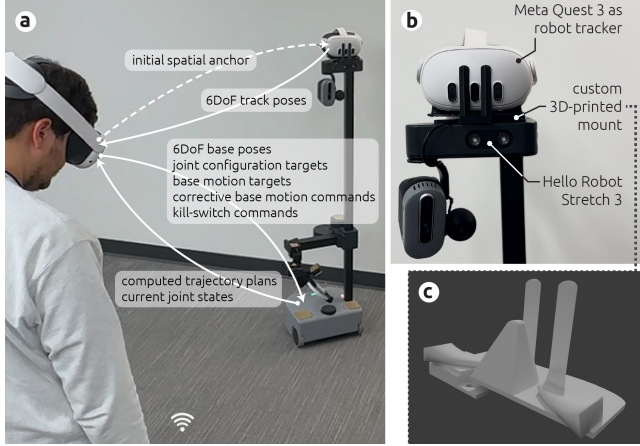 a
initial spatial anchor
6DoF track poses
6DoF base poses
joint configuration targets
base motion targets
corrective base motion commands
kill-switch commands
computed trajectory plans
current joint states
b
Meta Quest 3 as
robot tracker
custom
3D-printed
mount
Hello Robot
Stretch 3
c